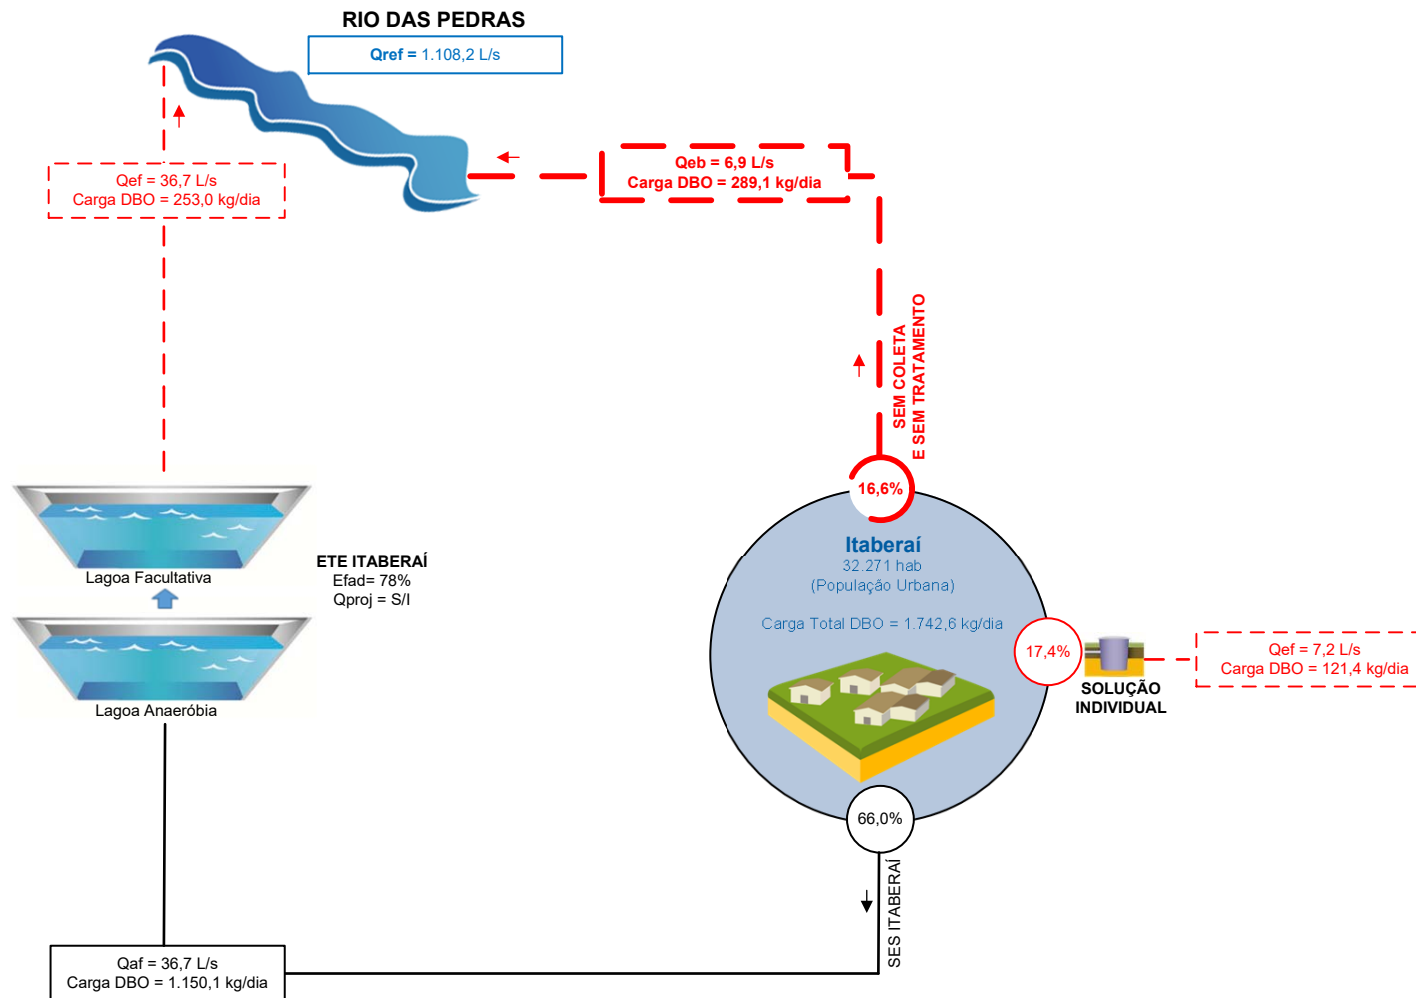 RIO DAS PEDRAS
Qref = 1.108,2 L/s
Qef = 36,7 L/s
Carga DBO = 253,0 kg/dia
Qeb = 6,9 L/s
Carga DBO = 289,1 kg/dia
SEM COLETA
E SEM TRATAMENTO
16,6%
Itaberaí
32.271 hab
(População Urbana)
Carga Total DBO = 1.742,6 kg/dia
17,4%
SOLUÇÃO
INDIVIDUAL
Qef = 7,2 L/s
Carga DBO = 121,4 kg/dia
66,0%
SES ITABERAÍ
Lagoa Facultativa
ETE ITABERAÍ
Efad= 78%
Qproj = S/I
Lagoa Anaeróbia
Qaf = 36,7 L/s
Carga DBO = 1.150,1 kg/dia